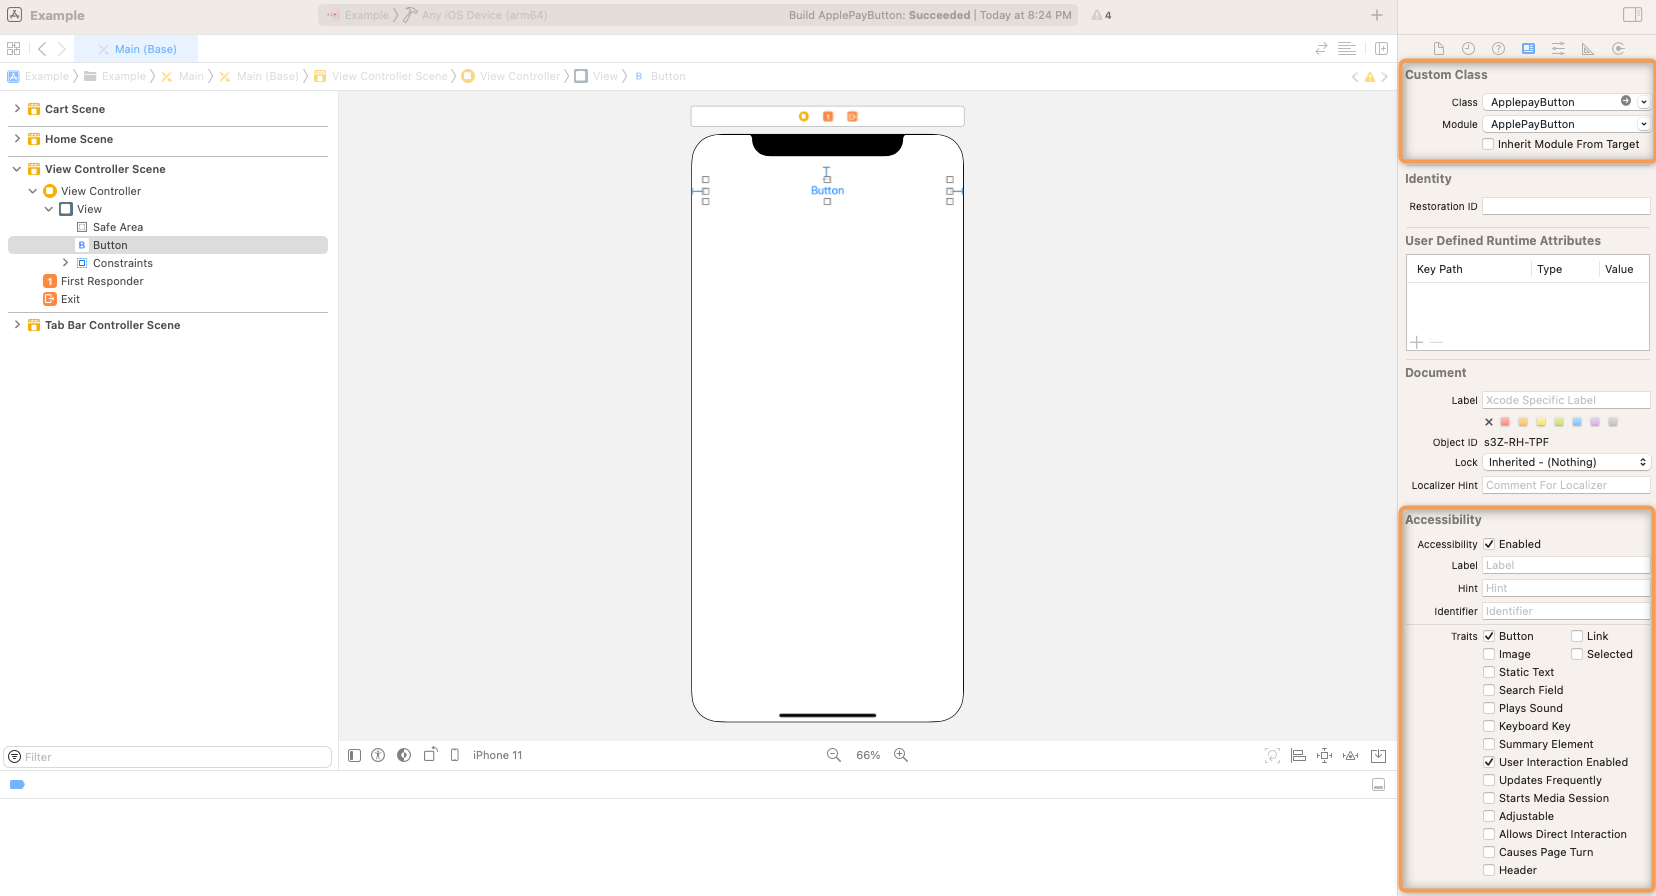 Example
Example
Any iOS Device (arm64)
Build ApplePayButton: Succeeded | Today at 8:24 PM
4
Main (Base)
Example
Example
Main
Main (Base)
View Controller Scene
View Controller
View
B Button
Cart Scene
Home Scene
View Controller Scene
View Controller
View
Safe Area
B Button
Constraints
1 First Responder
Exit
Tab Bar Controller Scene
Filter
1
Button
iPhone 11
66%
Custom Class
Class ApplepayButton
Module ApplePayButton
Inherit Module From Target
Identity
Restoration ID
User Defined Runtime Attributes
Key Path Type Value
Document
Label Xcode Specific Label
Object ID s3Z-RH-TPF
Lock Inherited - (Nothing)
Localizer Hint Comment For Localizer
Accessibility
Accessibility Enabled
Label Label
Hint Hint
Identifier Identifier
Traits Button Link
Image Selected
Static Text
Search Field
Plays Sound
Keyboard Key
Summary Element
User Interaction Enabled
Updates Frequently
Starts Media Session
Adjustable
Allows Direct Interaction
Causes Page Turn
Header